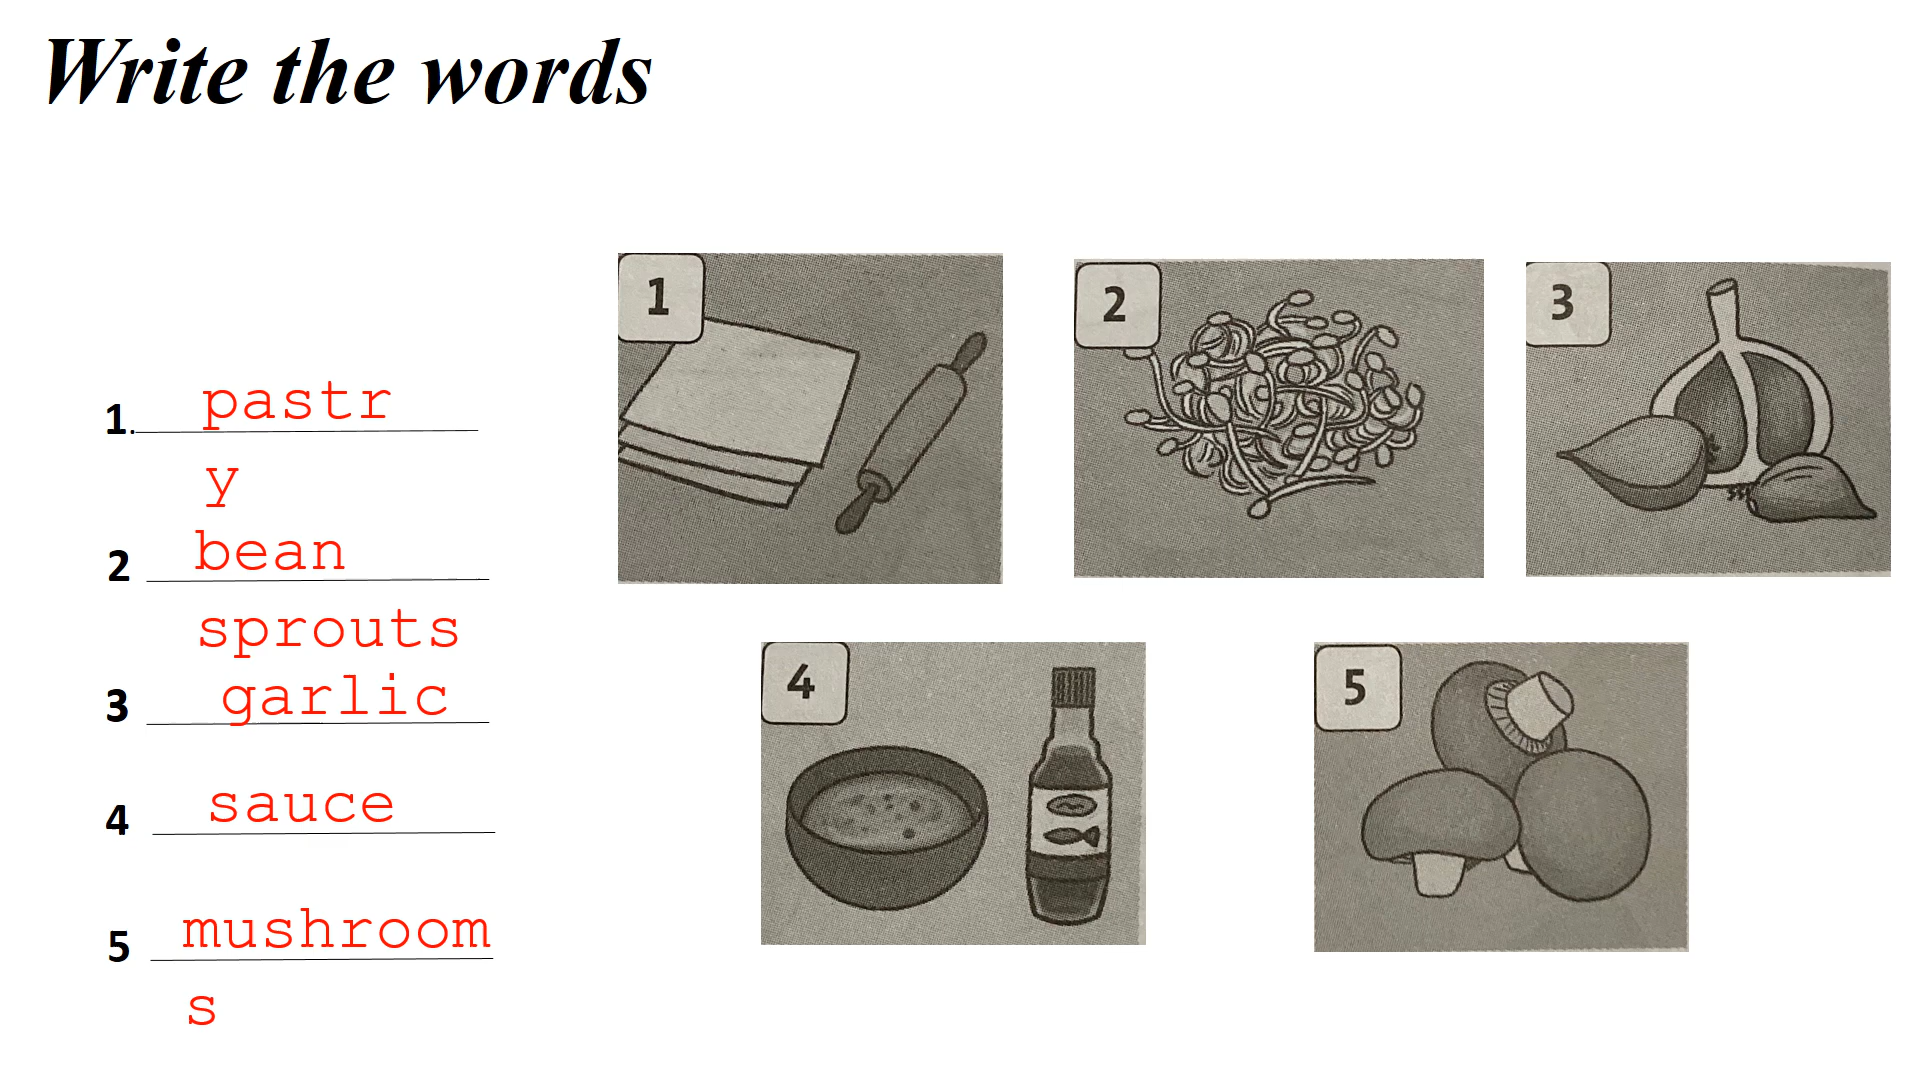 Write the words
1. pastr
y
2 bean
sprouts
3 garlic
4 sauce
5 mushroom
s
1
2
3
4
5